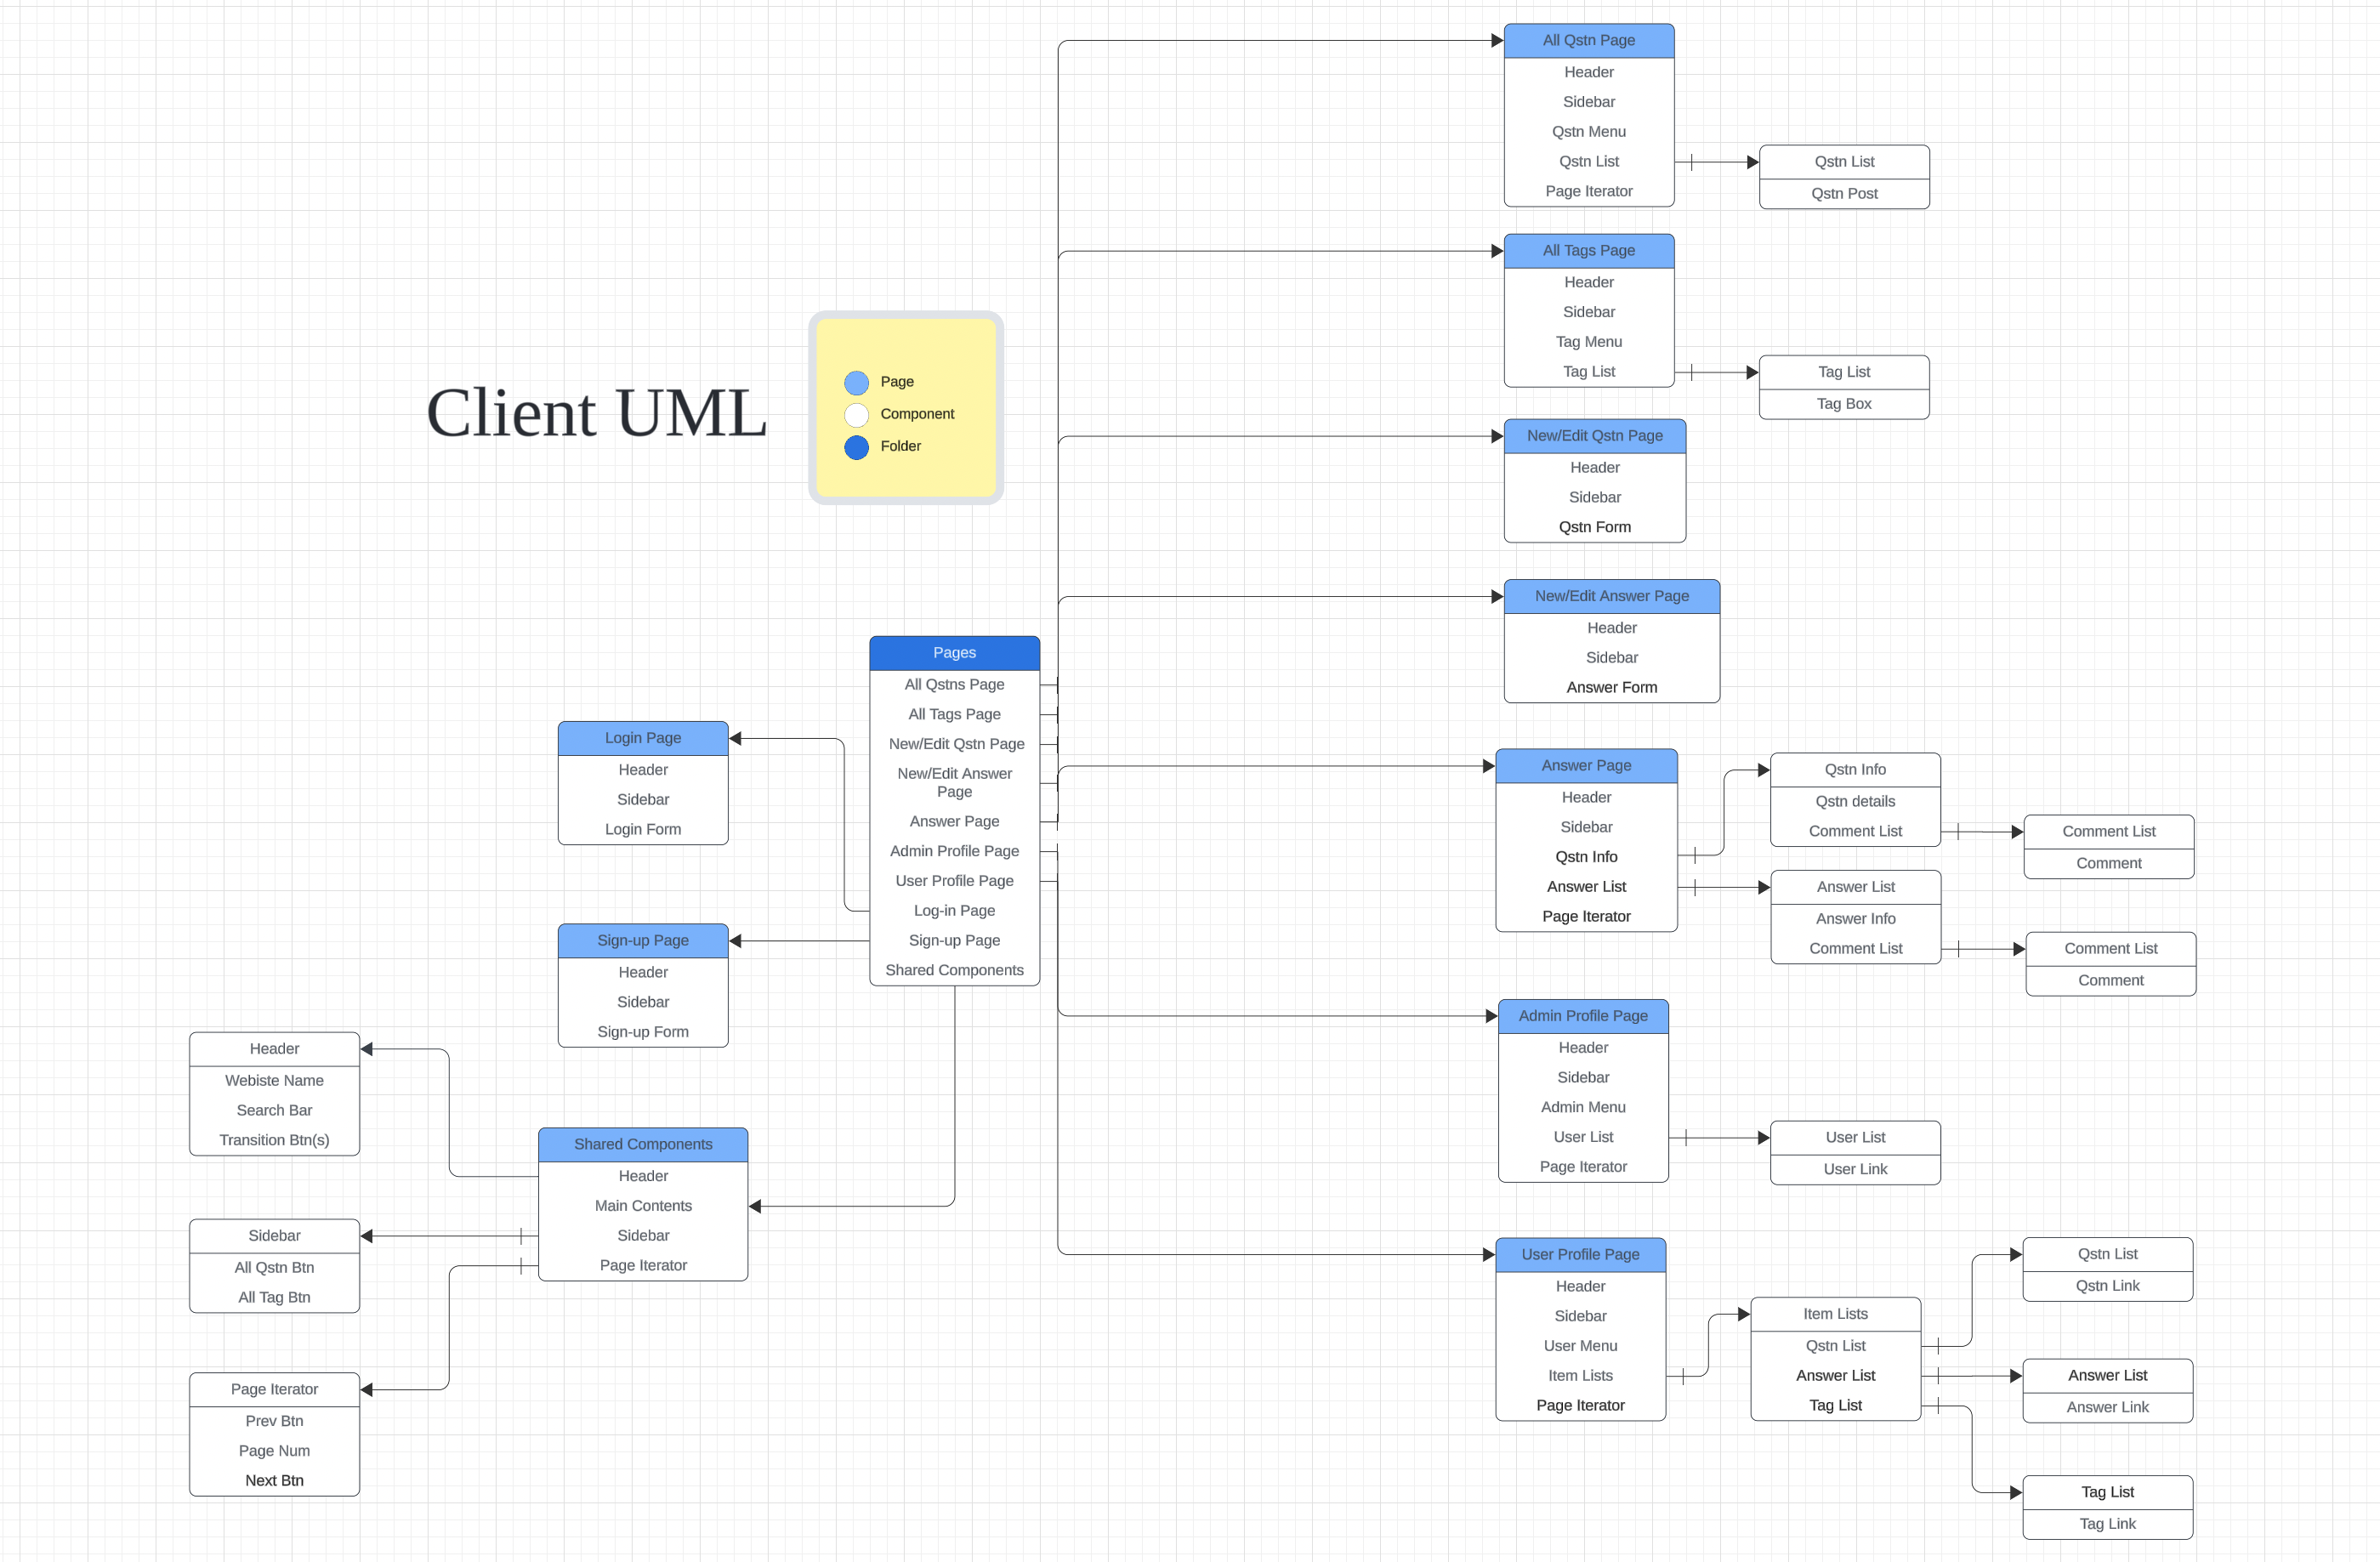 Client UML
Page
Component
Folder
Pages
All Qstns Page
All Tags Page
New/Edit Qstn Page
New/Edit Answer
Page
Answer Page
Admin Profile Page
User Profile Page
Log-in Page
Sign-up Page
Shared Components
Login Page
Header
Sidebar
Login Form
Sign-up Page
Header
Sidebar
Sign-up Form
Shared Components
Header
Main Contents
Sidebar
Page Iterator
Header
Webiste Name
Search Bar
Transition Btn(s)
Sidebar
All Qstn Btn
All Tag Btn
Page Iterator
Prev Btn
Page Num
Next Btn
All Qstn Page
Header
Sidebar
Qstn Menu
Qstn List
Page Iterator
Qstn List
Qstn Post
All Tags Page
Header
Sidebar
Tag Menu
Tag List
Tag List
Tag Box
New/Edit Qstn Page
Header
Sidebar
Qstn Form
New/Edit Answer Page
Header
Sidebar
Answer Form
Answer Page
Header
Sidebar
Qstn Info
Answer List
Page Iterator
Qstn Info
Qstn details
Comment List
Comment List
Comment
Answer List
Answer Info
Comment List
Comment List
Comment
Admin Profile Page
Header
Sidebar
Admin Menu
User List
Page Iterator
User List
User Link
User Profile Page
Header
Sidebar
User Menu
Item Lists
Page Iterator
Item Lists
Qstn List
Answer List
Tag List
Qstn List
Qstn Link
Answer List
Answer Link
Tag List
Tag Link